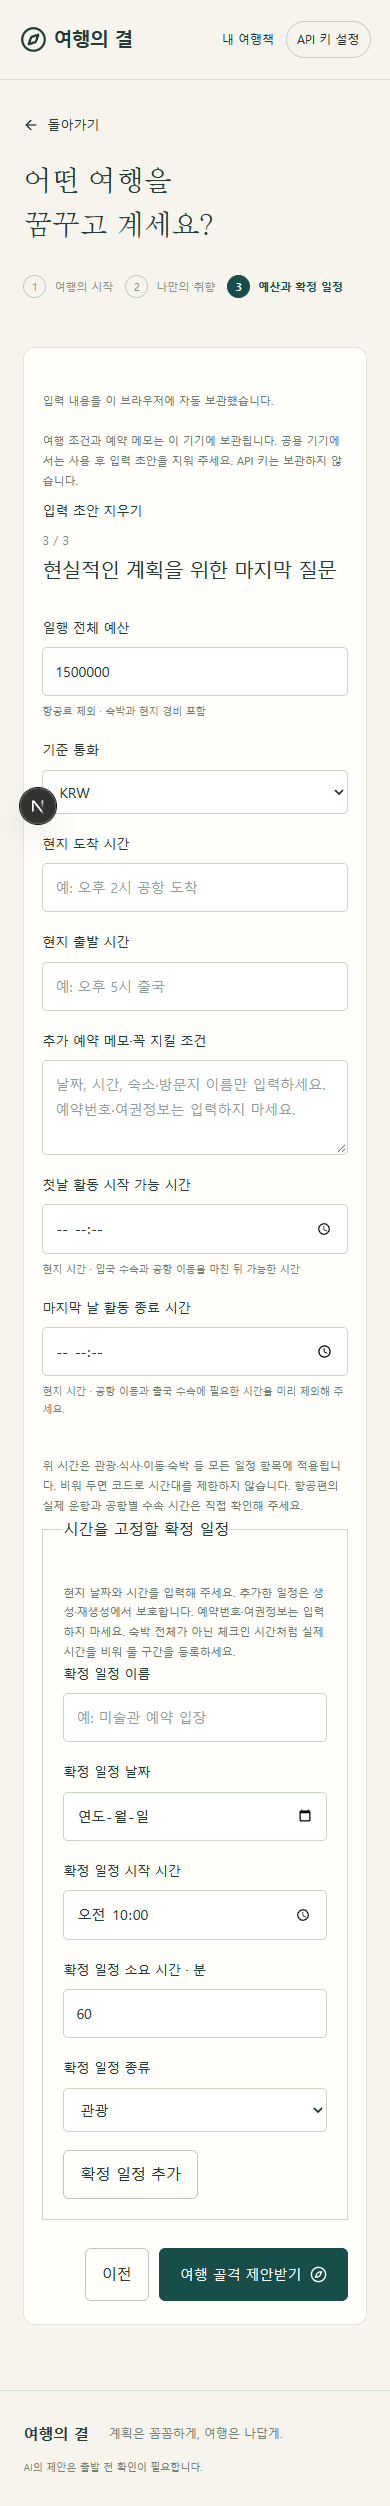 여행의 결
내 여행책
API 키 설정
← 돌아가기
어떤 여행을
꿈꾸고 계세요?
1 여행의 시작 2 나만의 취향 3 예산과 확정 일정
입력 내용을 이 브라우저에 자동 보관했습니다.
여행 조건과 예약 메모는 이 기기에 보관됩니다. 공용 기기에
서는 사용 후 입력 초안을 지워 주세요. API 키는 보관하지 않
습니다.
입력 초안 지우기
3 / 3
현실적인 계획을 위한 마지막 질문
일행 전체 예산
1500000
항공료 제외 · 숙박과 현지 경비 포함
기준 통화
KRW
N
현지 도착 시간
예: 오후 2시 공항 도착
현지 출발 시간
예: 오후 5시 출국
추가 예약 메모·꼭 지킬 조건
날짜, 시간, 숙소·방문지 이름만 입력하세요.
예약번호·여권정보는 입력하지 마세요.
첫날 활동 시작 가능 시간
-- --:--
현지 시간 · 입국 수속과 공항 이동을 마친 뒤 가능한 시간
마지막 날 활동 종료 시간
-- --:--
현지 시간 · 공항 이동과 출국 수속에 필요한 시간을 미리 제외해 주
세요.
위 시간은 관광·식사·이동·숙박 등 모든 일정 항목에 적용됩니
다. 비워 두면 코드로 시간대를 제한하지 않습니다. 항공편의
실제 운항과 공항별 수속 시간은 직접 확인해 주세요.
시간을 고정할 확정 일정
현지 날짜와 시간을 입력해 주세요. 추가한 일정은 생
성·재생성에서 보호합니다. 예약번호·여권정보는 입력
하지 마세요. 숙박 전체가 아닌 체크인 시간처럼 실제
시간을 비워 둘 구간을 등록하세요.
확정 일정 이름
예: 미술관 예약 입장
확정 일정 날짜
연도-월-일
확정 일정 시작 시간
오전 10:00
확정 일정 소요 시간 · 분
60
확정 일정 종류
관광
확정 일정 추가
이전
여행 골격 제안받기
여행의 결
계획은 꼼꼼하게, 여행은 나답게.
AI의 제안은 출발 전 확인이 필요합니다.